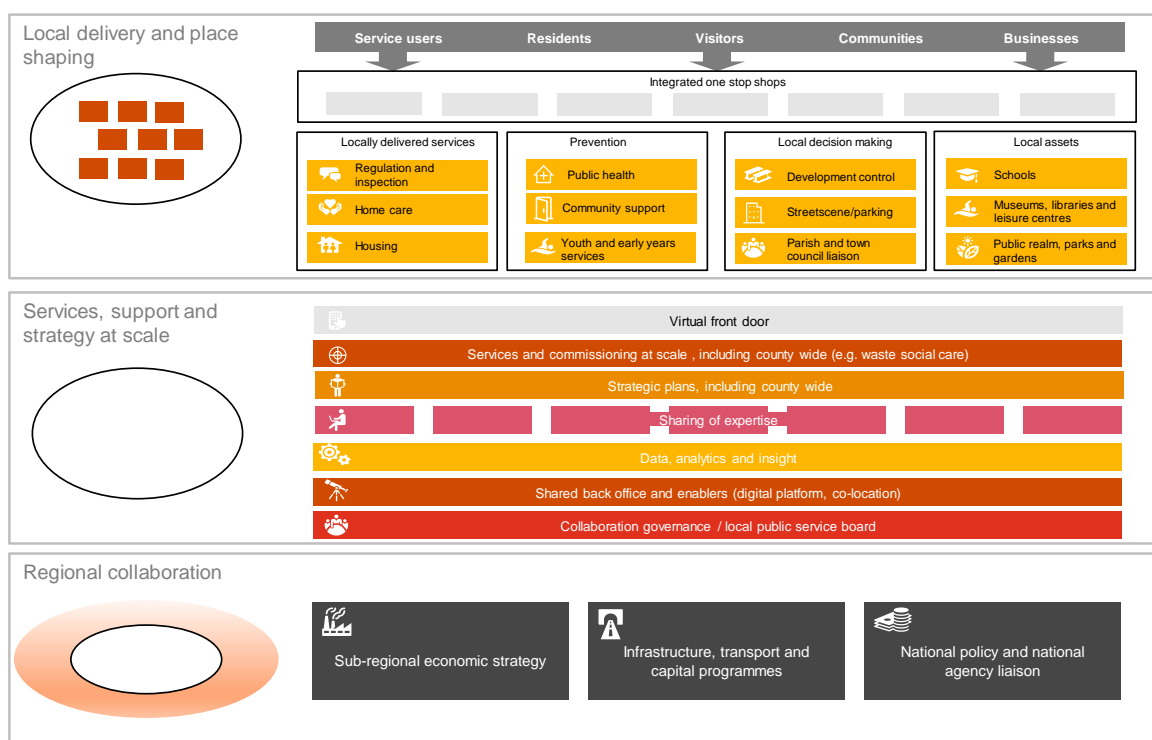 Local delivery and place
shaping
Service users
Residents
Visitors
Communities
Businesses
Integrated one stop shops
Locally delivered services
Regulation and
inspection
Home care
Housing
Prevention
Public health
Community support
Youth and early years
services
Local decision making
Development control
Streetscene/parking
Parish and town
council liaison
Local assets
Schools
Museums, libraries and
leisure centres
Public realm, parks and
gardens
Services, support and
strategy at scale
Virtual front door
Services and commissioning at scale , including county wide (e.g. waste social care)
Strategic plans, including county wide
Sharing of expertise
Data, analytics and insight
Shared back office and enablers (digital platform, co-location)
Collaboration governance / local public service board
Regional collaboration
Sub-regional economic strategy
Infrastructure, transport and
capital programmes
National policy and national
agency liaison